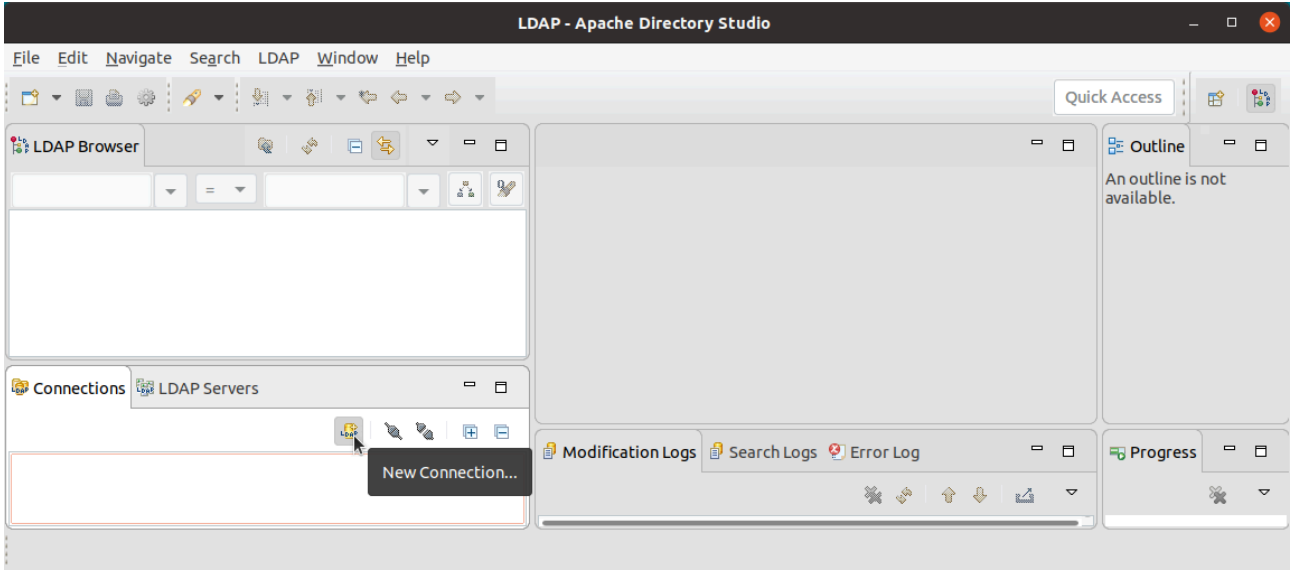 LDAP - Apache Directory Studio
File Edit Navigate Search LDAP Window Help
Quick Access
LDAP Browser
=
Outline
An outline is not
available.
Connections LDAP Servers
New Connection...
Modification Logs Search Logs Error Log
Progress